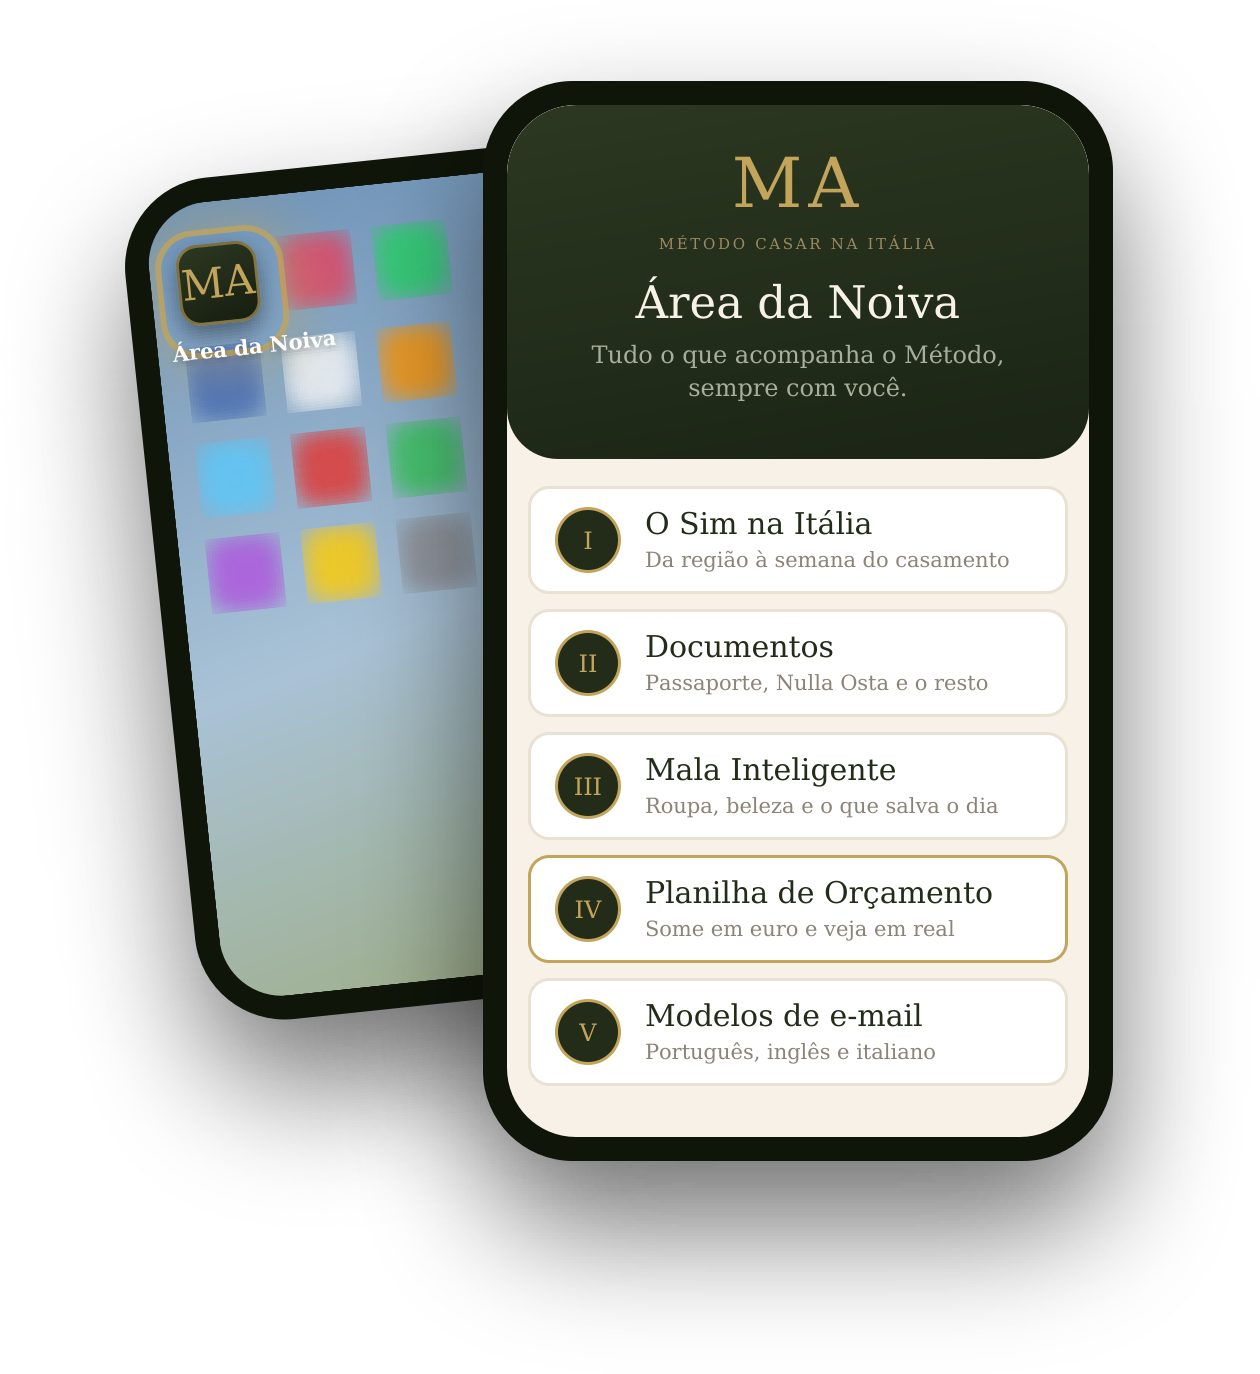 MA
Área da Noiva
MA
MÉTODO CASAR NA ITÁLIA
Área da Noiva
Tudo o que acompanha o Método,
sempre com você.
I
O Sim na Itália
Da região à semana do casamento
II
Documentos
Passaporte, Nulla Osta e o resto
III
Mala Inteligente
Roupa, beleza e o que salva o dia
IV
Planilha de Orçamento
Some em euro e veja em real
V
Modelos de e-mail
Português, inglês e italiano